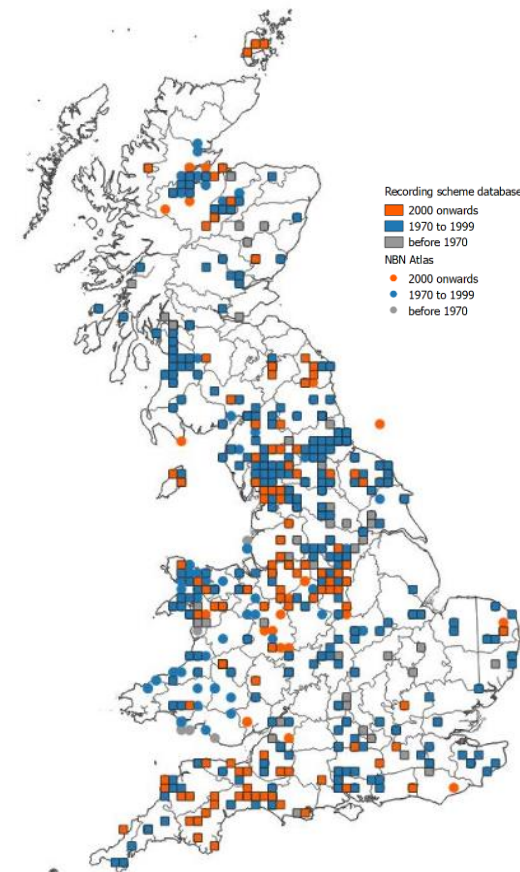 Recording scheme database
2000 onwards
1970 to 1999
before 1970
NBN Atlas
2000 onwards
1970 to 1999
before 1970